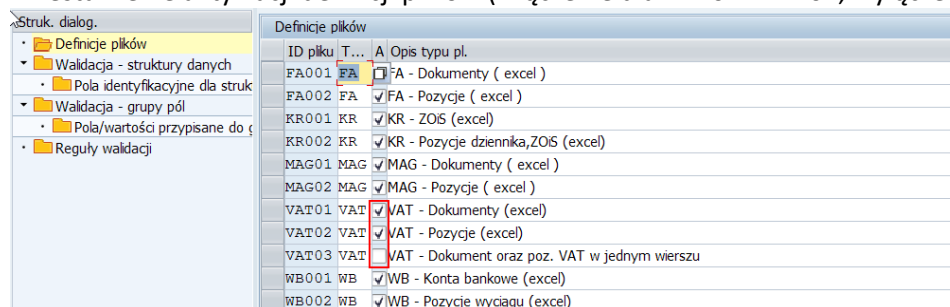 Struk. dialog.
Definicje plików
Walidacja - struktury danych
Pola identyfikacyjne dla strukt
Walidacja - grupy pól
Pola/wartości przypisane do g
Reguły walidacji
Definicje plików
ID pliku T... A Opis typu pl.
FA001 FA FA - Dokumenty ( excel )
FA002 FA FA - Pozycje ( excel )
KR001 KR KR - ZOiS (excel)
KR002 KR KR - Pozycje dziennika,ZOiS (excel)
MAG01 MAG MAG - Dokumenty ( excel )
MAG02 MAG MAG - Pozycje ( excel )
VAT01 VAT VAT - Dokumenty (excel)
VAT02 VAT VAT - Pozycje (excel)
VAT03 VAT VAT - Dokument oraz poz. VAT w jednym wierszu
WB001 WB WB - Konta bankowe (excel)
WB002 WB WB - Pozycje wyciągu (excel)